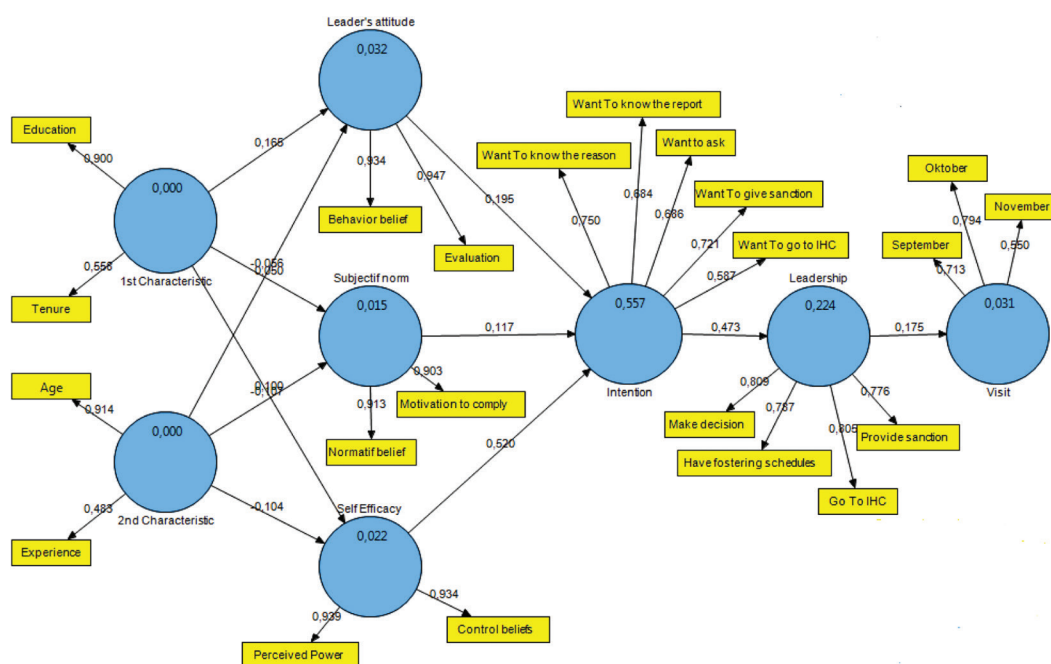 Leader's attitude
0,032
Want To know the report
Education
Want to ask
0,900
0,165
Want To know the reason
Oktober
0,934
0,947
0,684
Want To give sanction
November
0,000
0,195
0,750
0,686
0,794
Behavior belief
0,721
Want To go to IHC
September
0,550
0,556
Evaluation
0,587
0,713
1st Characteristic
-0,056
0,050
Subjectif norm
Leadership
Tenure
0,015
0,557
0,224
0,031
0,117
0,473
0,175
Age
0,903
0,776
0,914
-0,107
0,913
Motivation to comply
Intention
0,809
Visit
0,000
Make decision
0,787
0,805
Provide sanction
Normatif belief
0,520
Have fostering schedules
0,483
-0,104
Self Efficacy
Go To IHC
2nd Characteristic
0,022
Experience
0,939
0,934
Control beliefs
Perceived Power